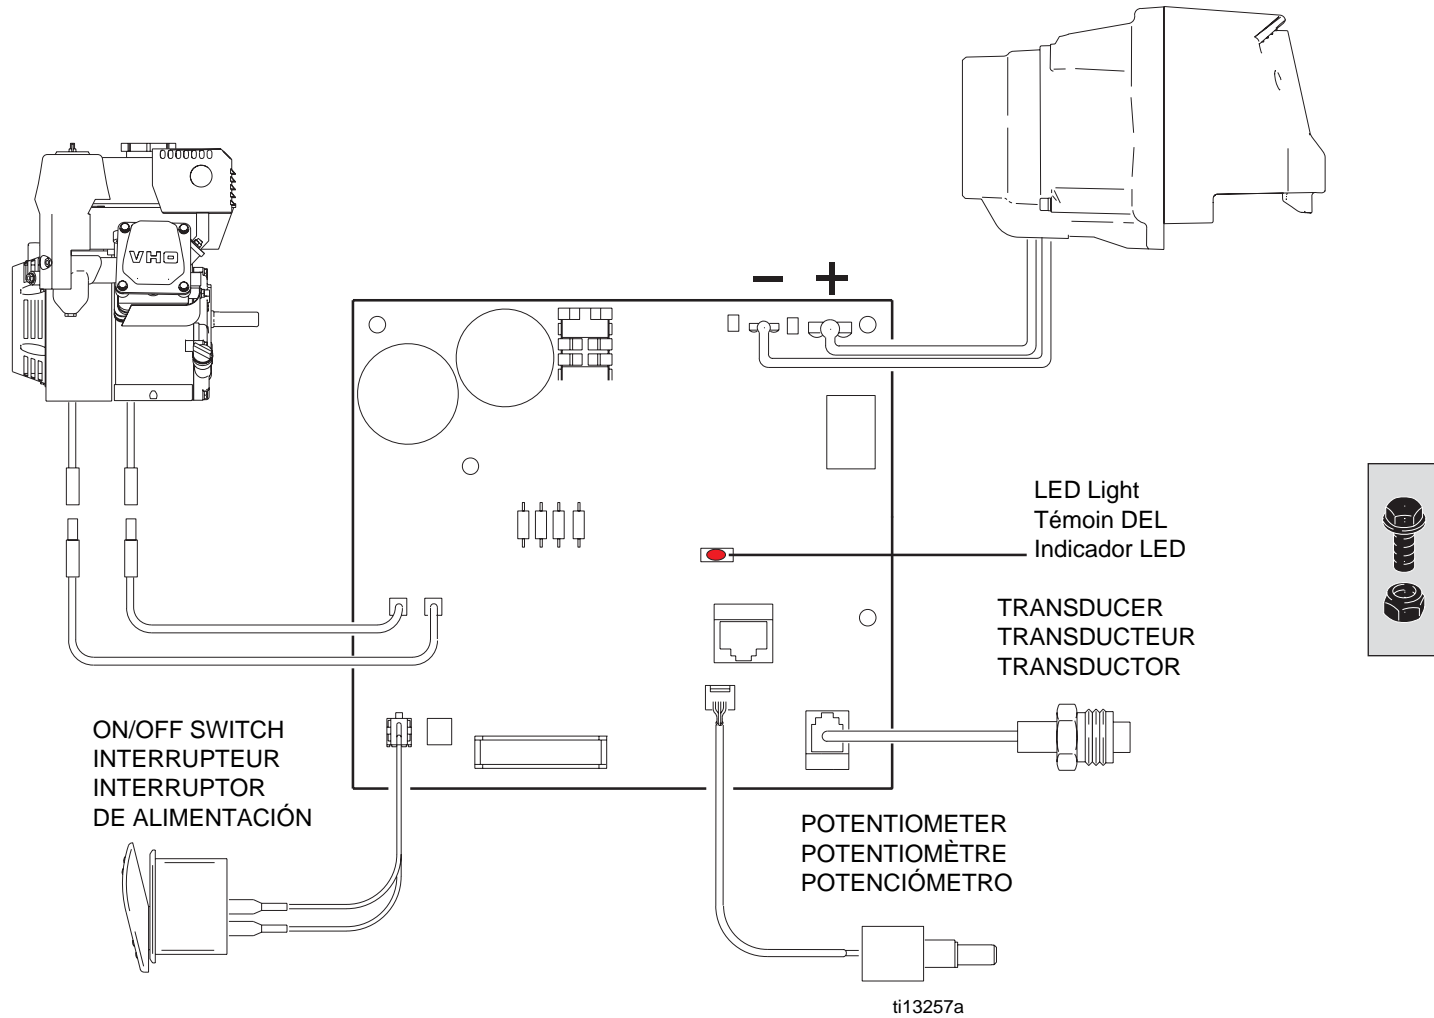 VHO
− +
LED Light
Témoin DEL
Indicador LED
TRANSDUCER
TRANSDUCTEUR
TRANSDUCTOR
ON/OFF SWITCH
INTERRUPTEUR
INTERRUPTOR
DE ALIMENTACIÓN
POTENTIOMETER
POTENTIOMÈTRE
POTENCIÓMETRO
ti13257a